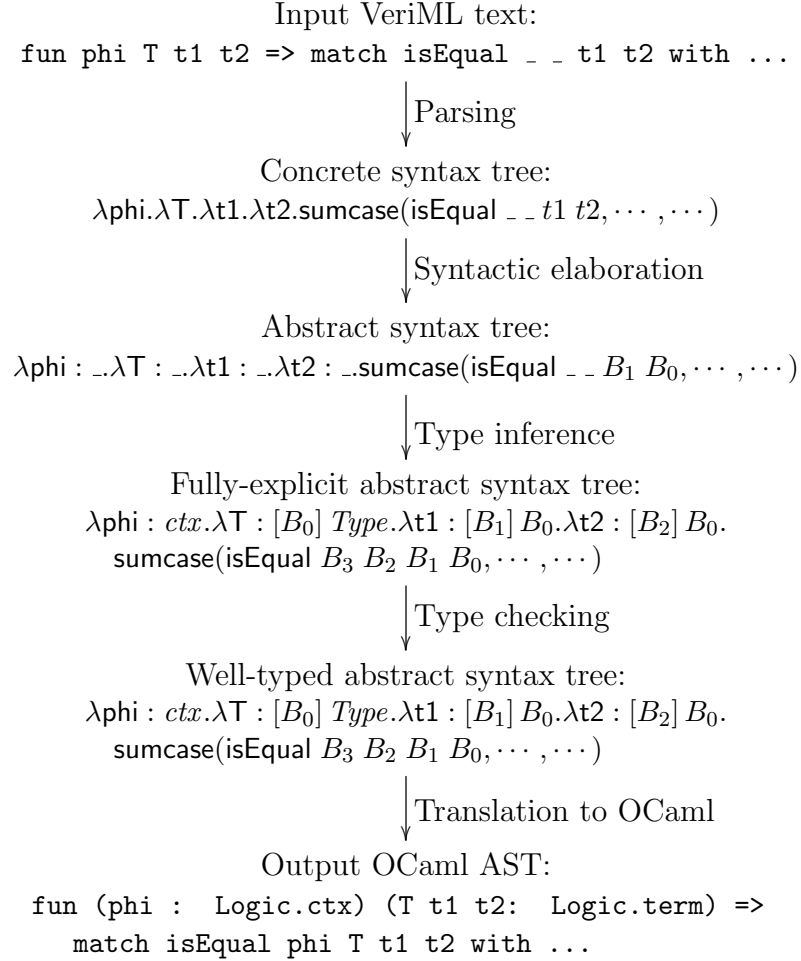 Input VeriML text:
fun phi T t1 t2 => match isEqual _ _ t1 t2 with ...
Parsing
Concrete syntax tree:
λphi.λT.λt1.λt2.sumcase(isEqual _ _ t1 t2, ··· , ···)
Syntactic elaboration
Abstract syntax tree:
λphi : _.λT : _.λt1 : _.λt2 : _.sumcase(isEqual _ _ B₁ B₀, ··· , ···)
Type inference
Fully-explicit abstract syntax tree:
λphi : ctx.λT : [B₀] Type.λt1 : [B₁] B₀.λt2 : [B₂] B₀.
sumcase(isEqual B₃ B₂ B₁ B₀, ··· , ···)
Type checking
Well-typed abstract syntax tree:
λphi : ctx.λT : [B₀] Type.λt1 : [B₁] B₀.λt2 : [B₂] B₀.
sumcase(isEqual B₃ B₂ B₁ B₀, ··· , ···)
Translation to OCaml
Output OCaml AST:
fun (phi : Logic.ctx) (T t1 t2: Logic.term) =>
match isEqual phi T t1 t2 with ...